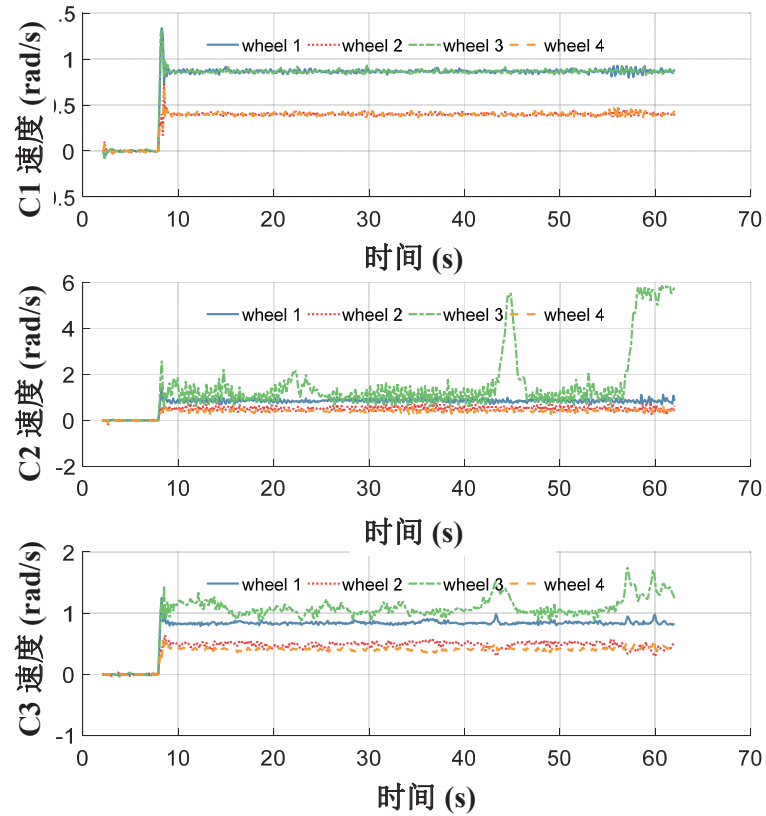 .5
wheel 1 wheel 2 wheel 3 wheel 4
1
.5
0
.5
C1 速度 (rad/s)
0 10 20 30 40 50 60 70
时间 (s)
6
wheel 1 wheel 2 wheel 3 wheel 4
4
2
0
-2
C2 速度 (rad/s)
0 10 20 30 40 50 60 70
时间 (s)
2
wheel 1 wheel 2 wheel 3 wheel 4
1
0
-1
C3 速度 (rad/s)
0 10 20 30 40 50 60 70
时间 (s)